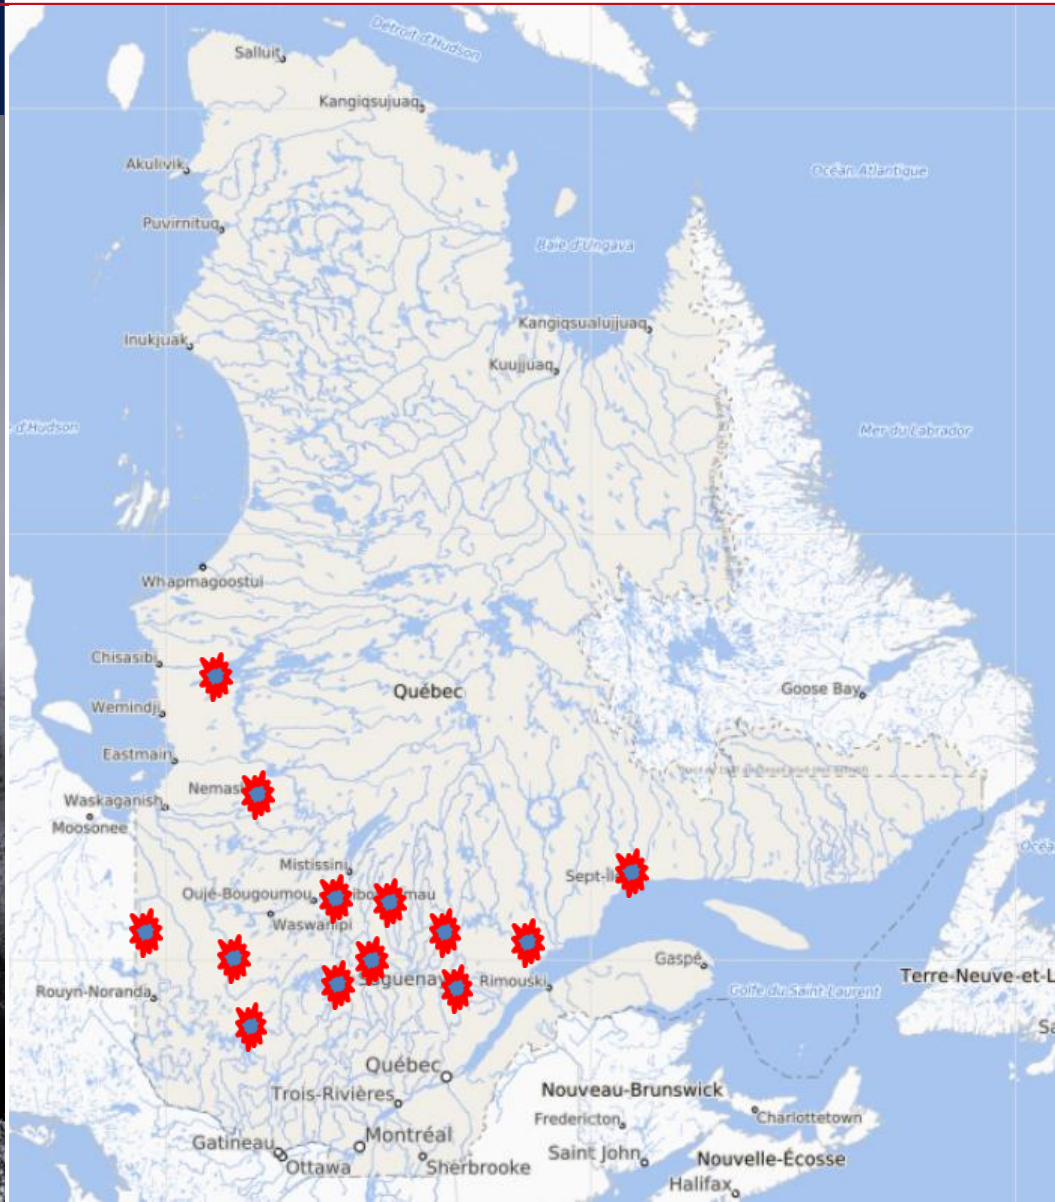 Détroit d'Hudson
Salluit
Kangiqsujuaq
Akulivik
Océan Atlantique
Puvirnituq
Baie d'Ungava
Kangiqsualujjuaq
Inukjuak
Kuujjuaq
d'Hudson
Mer du Labrador
Whapmagoostui
Chisasibi
Québec
Goose Bay
Wemindji
Eastmain
Nemas
Waskaganish
Moosonee
Mistissini
Sept-Îl
Oujé-Bougoumou
ibou
mau
Waswanipi
Gaspé
Saguenay
Rimouski
Terre-Neuve-et-L
Rouyn-Noranda
Golfe du Saint-Laurent
Québec
Nouveau-Brunswick
Trois-Rivières
Charlottetown
Fredericton
Montréal
Gatineau
Saint John
Nouvelle-Écosse
Ottawa
Sherbrooke
Halifax